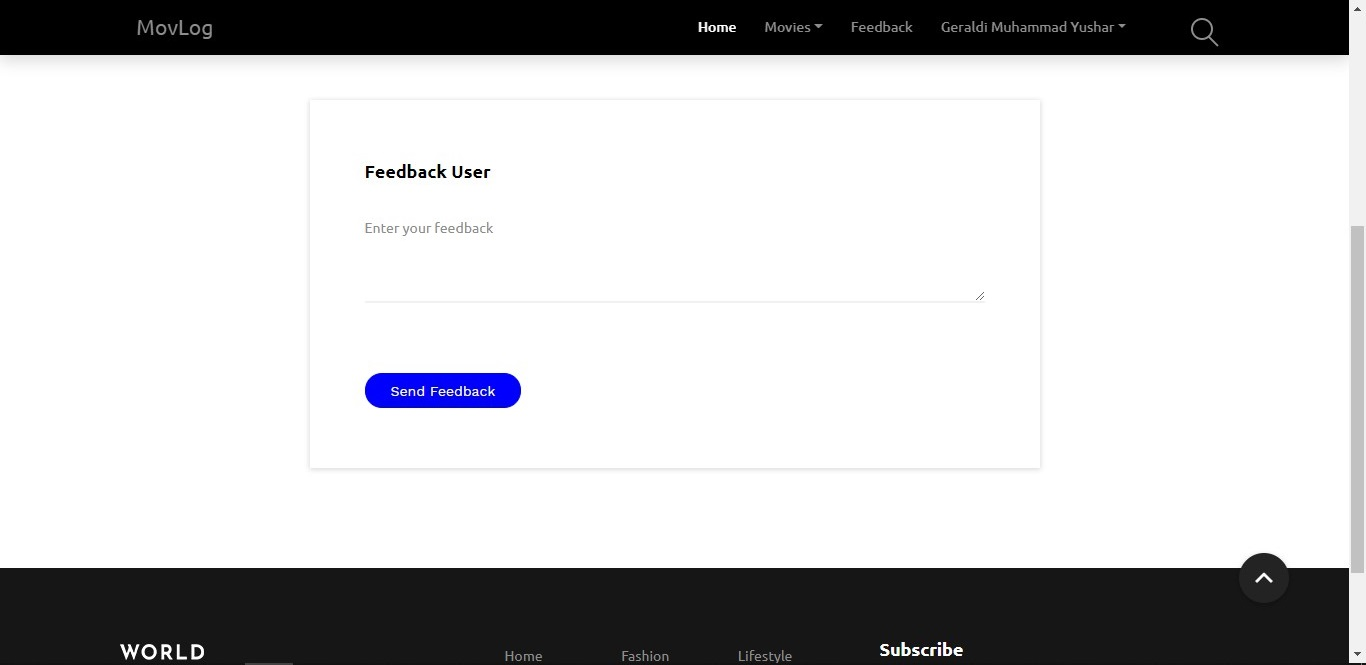 MovLog Home Movies Feedback Geraldi Muhammad Yushar
Feedback User
Enter your feedback
Send Feedback
WORLD Home Fashion Lifestyle Subscribe